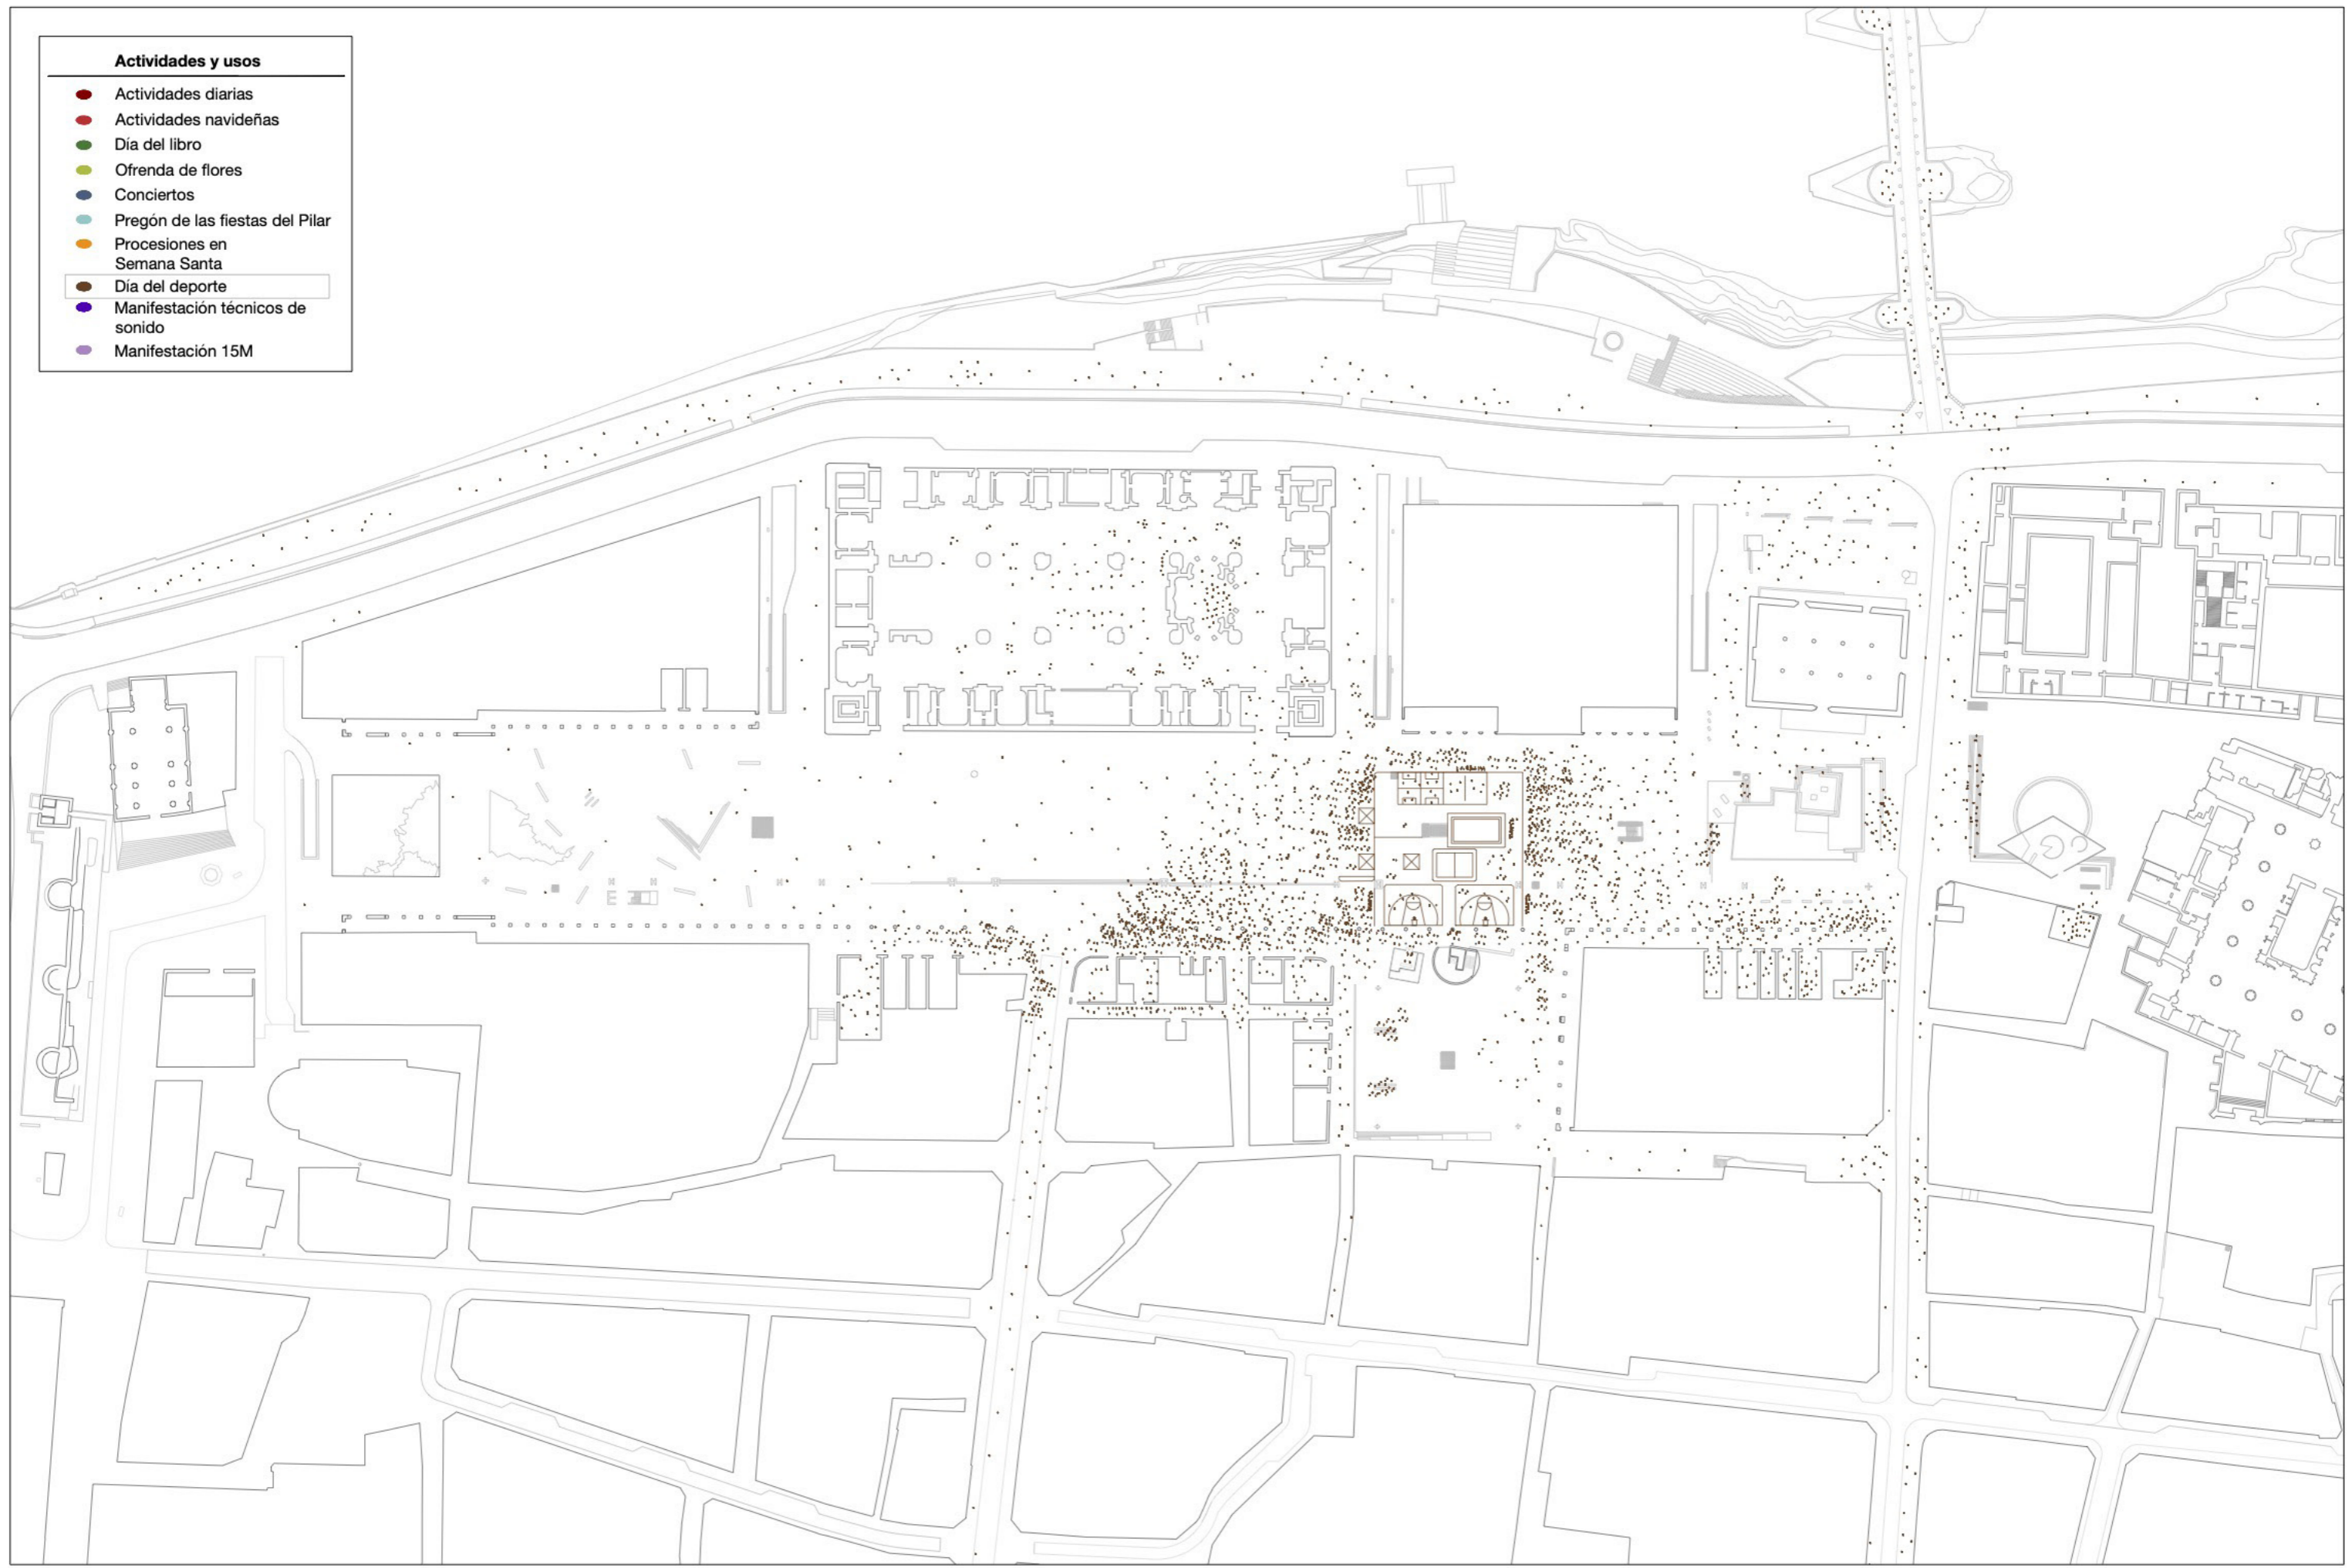 Actividades y usos
Actividades diarias
Actividades navideñas
Día del libro
Ofrenda de flores
Conciertos
Pregón de las fiestas del Pilar
Procesiones en
Semana Santa
Día del deporte
Manifestación técnicos de
sonido
Manifestación 15M